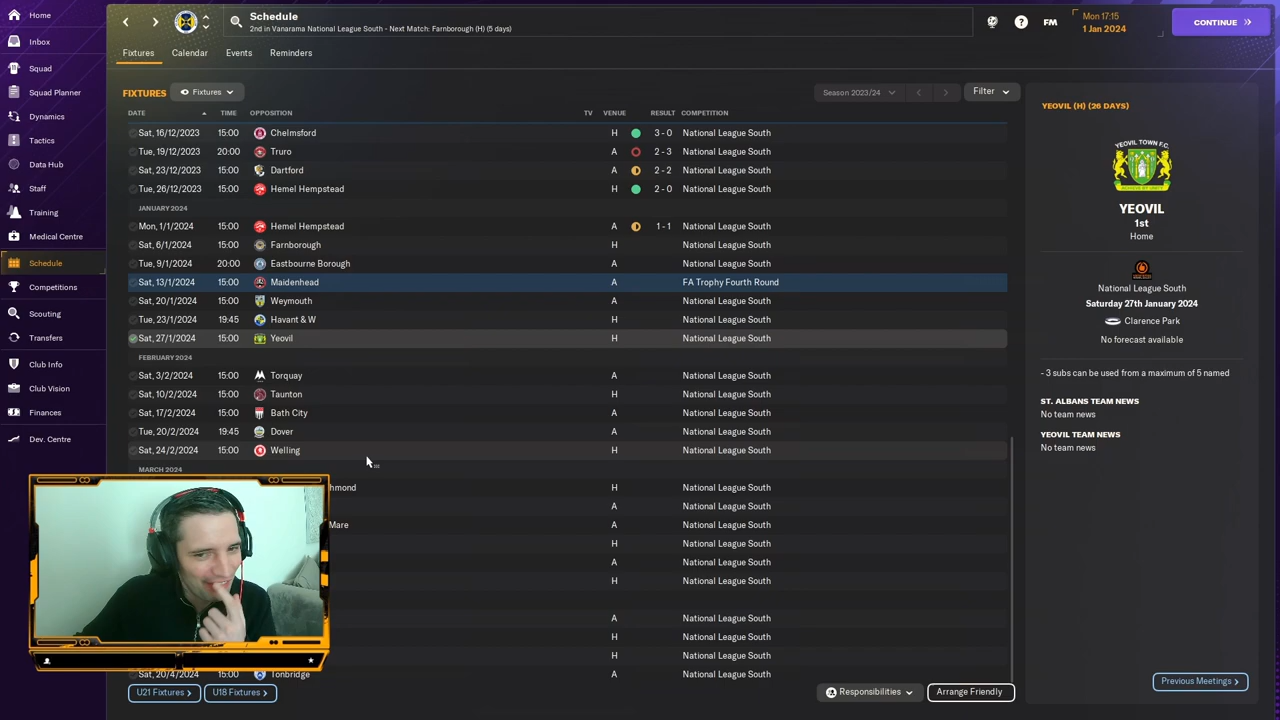 Home
Inbox
Squad
Squad Planner
Dynamics
Tactics
Data Hub
Staff
Training
Medical Centre
Schedule
Competitions
Scouting
Transfers
Club Info
Club Vision
Finances
Dev. Centre
Schedule
2nd in Vanarama National League South - Next Match: Farnborough (H) (5 days)
FM
Mon 17:15
1 Jan 2024
CONTINUE
Fixtures Calendar Events Reminders
FIXTURES Fixtures Season 2023/24 Filter
DATE TIME OPPOSITION TV VENUE RESULT COMPETITION
Sat, 16/12/2023 15:00 Chelmsford H 3 - 0 National League South
Tue, 19/12/2023 20:00 Truro A 2 - 3 National League South
Sat, 23/12/2023 15:00 Dartford A 2 - 2 National League South
Tue, 26/12/2023 15:00 Hemel Hempstead H 2 - 0 National League South
JANUARY 2024
Mon, 1/1/2024 15:00 Hemel Hempstead A 1 - 1 National League South
Sat, 6/1/2024 15:00 Farnborough H National League South
Tue, 9/1/2024 20:00 Eastbourne Borough A National League South
Sat, 13/1/2024 15:00 Maidenhead A FA Trophy Fourth Round
Sat, 20/1/2024 15:00 Weymouth A National League South
Tue, 23/1/2024 19:45 Havant & W H National League South
Sat, 27/1/2024 15:00 Yeovil H National League South
FEBRUARY 2024
Sat, 3/2/2024 15:00 Torquay A National League South
Sat, 10/2/2024 15:00 Taunton H National League South
Sat, 17/2/2024 15:00 Bath City A National League South
Tue, 20/2/2024 19:45 Dover A National League South
Sat, 24/2/2024 15:00 Welling H National League South
MARCH 2024
hmond H National League South
A National League South
Mare A National League South
H National League South
A National League South
H National League South
A National League South
H National League South
H National League South
Sat, 20/4/2024 15:00 Tonbridge A National League South
U21 Fixtures U18 Fixtures Responsibilities Arrange Friendly
YEOVIL (H) (26 DAYS)
YEOVIL TOWN F.C.
YEOVIL
1st
Home
National League South
Saturday 27th January 2024
Clarence Park
No forecast available
- 3 subs can be used from a maximum of 5 named
ST. ALBANS TEAM NEWS
No team news
YEOVIL TEAM NEWS
No team news
Previous Meetings